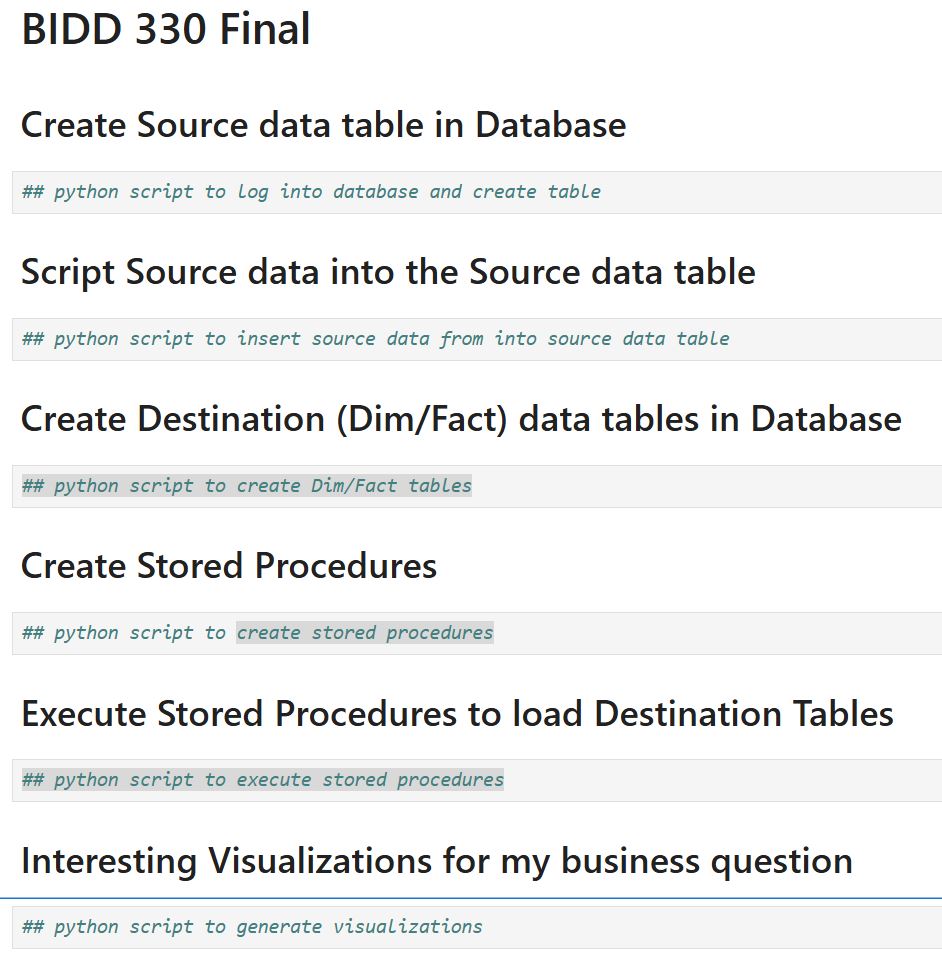 BIDD 330 Final
Create Source data table in Database
## python script to log into database and create table
Script Source data into the Source data table
## python script to insert source data from into source data table
Create Destination (Dim/Fact) data tables in Database
## python script to create Dim/Fact tables
Create Stored Procedures
## python script to create stored procedures
Execute Stored Procedures to load Destination Tables
## python script to execute stored procedures
Interesting Visualizations for my business question
## python script to generate visualizations